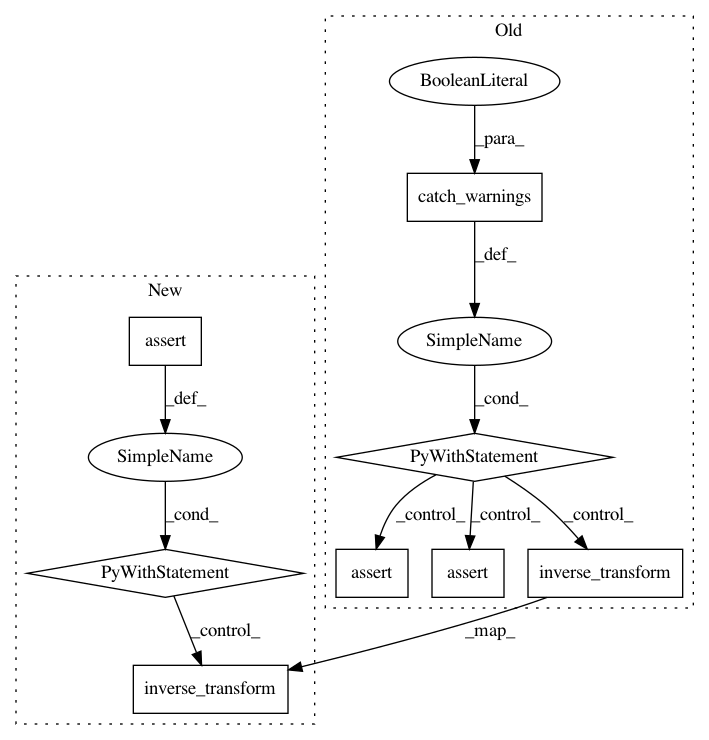 Old
BooleanLiteral
_para_
catch_warnings
_def_
SimpleName
_cond_
PyWithStatement
_control_
_control_
_control_
assert
assert
inverse_transform
_map_
New
assert
_def_
SimpleName
_cond_
PyWithStatement
_control_
inverse_transform